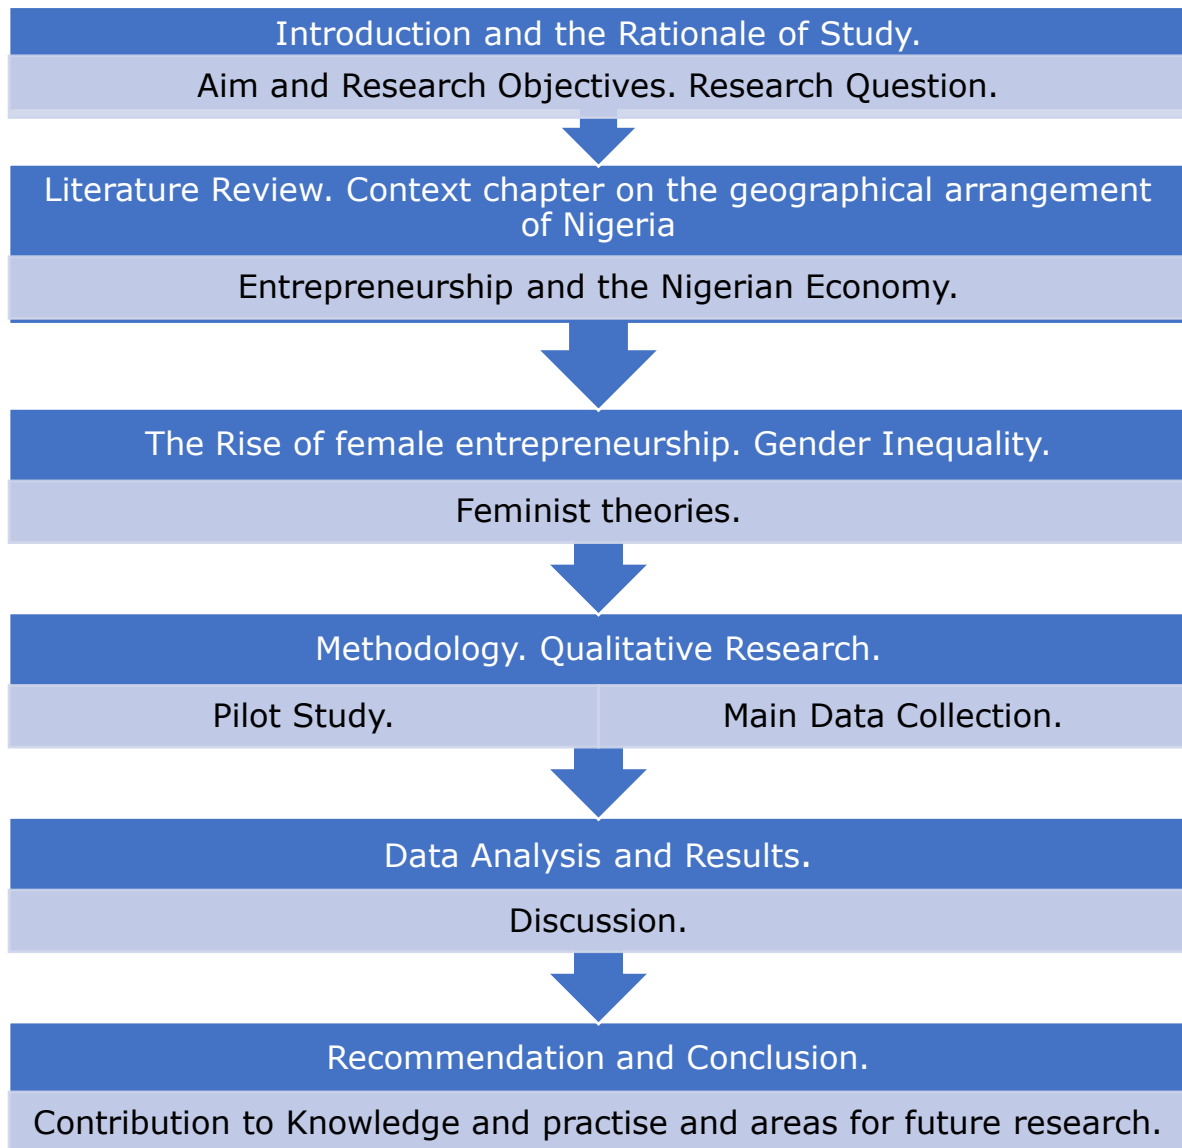 Introduction and the Rationale of Study.
Aim and Research Objectives. Research Question.
Literature Review. Context chapter on the geographical arrangement
of Nigeria
Entrepreneurship and the Nigerian Economy.
The Rise of female entrepreneurship. Gender Inequality.
Feminist theories.
Methodology. Qualitative Research.
Pilot Study.
Main Data Collection.
Data Analysis and Results.
Discussion.
Recommendation and Conclusion.
Contribution to Knowledge and practise and areas for future research.